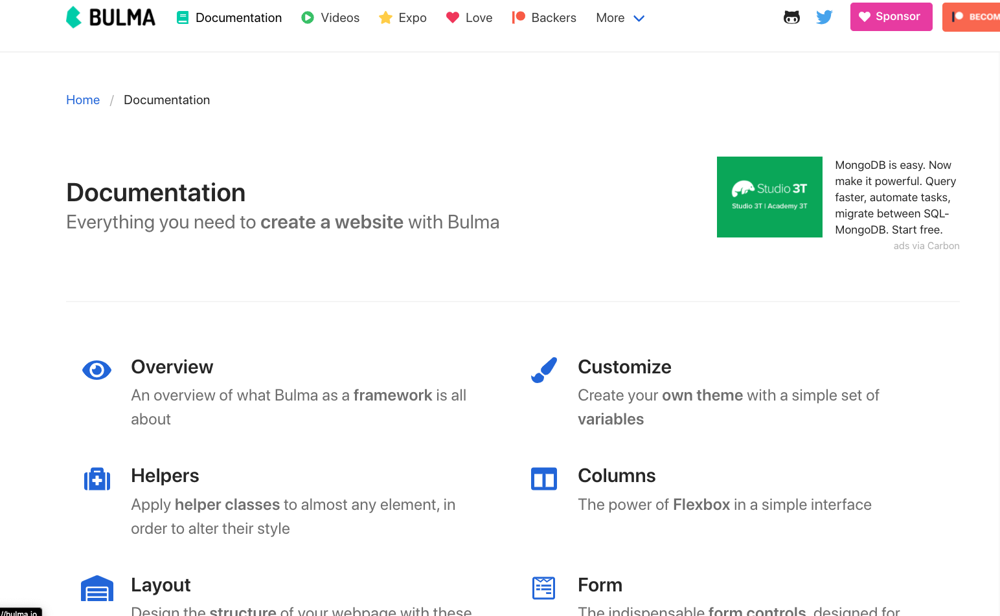 BULMA Documentation Videos Expo Love Backers More Sponsor
Home / Documentation
Documentation
Everything you need to create a website with Bulma
Studio 3T
Studio 3T | Academy 3T
MongoDB is easy. Now
make it powerful. Query
faster, automate tasks,
migrate between SQL-
MongoDB. Start free.
ads via Carbon
Overview
An overview of what Bulma as a framework is all
about
Customize
Create your own theme with a simple set of
variables
Helpers
Apply helper classes to almost any element, in
order to alter their style
Columns
The power of Flexbox in a simple interface
Layout
Design the structure of your webpage with these
Form
The indispensable form controls, designed for
//bulma.io